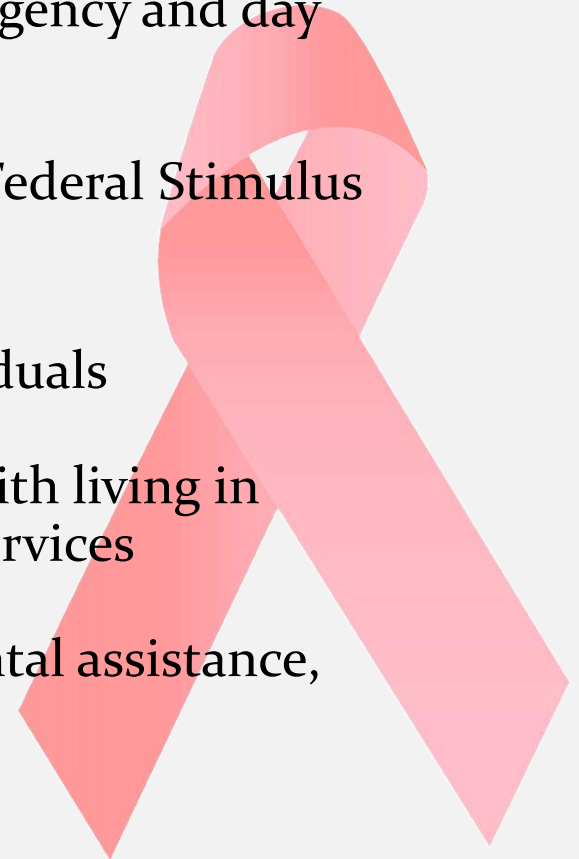 gency and day
Federal Stimulus
duals
ith living in
rvices
ntal assistance,